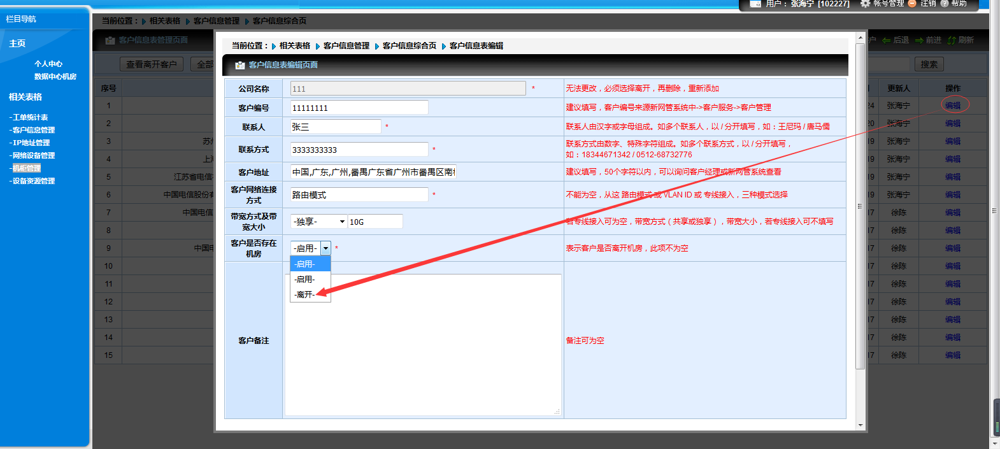 用户：张海宁 [102227] 帐号管理 注销 帮助
栏目导航
主页
个人中心
数据中心机房
相关表格
-工单统计表
-客户信息管理
-IP地址管理
-网络设备管理
-机柜管理
-设备资源管理
当前位置： 相关表格 客户信息管理 客户信息综合页
客户信息表管理页面
户 后退 前进 刷新
查看离开客户 全部
搜索
序号 更新人 操作
1 24 张海宁 编辑
2 20 张海宁 编辑
3 苏 19 张海宁 编辑
4 上 19 张海宁 编辑
5 江苏省电信 19 张海宁 编辑
6 中国电信股份有 19 张海宁 编辑
7 中国电信 17 徐陈 编辑
8 17 徐陈 编辑
9 中国电 17 徐陈 编辑
10 17 徐陈 编辑
11 17 徐陈 编辑
12 17 徐陈 编辑
13 17 徐陈 编辑
14 17 徐陈 编辑
15 17 徐陈 编辑
当前位置： 相关表格 客户信息管理 客户信息综合页 客户信息表编辑
客户信息表编辑页面
公司名称 111 * 无法更改，必须选择离开，再删除，重新添加
客户编号 11111111 建议填写，客户编号来源新网管系统中->客户服务->客户管理
联系人 张三 * 联系人由汉字或字母组成。如多个联系人，以 / 分开填写，如：王尼玛 / 唐马儒
联系方式 3333333333 * 联系方式由数字、特殊字符组成。如多个联系方式，以 / 分开填写，
如：18344671342 / 0512-68732776
客户地址 中国,广东,广州,番禺广东省广州市番禺区南 建议填写，50个字符以内，可以询问客户经理或新网管系统查看
客户网络连接
方式 路由模式 * 不能为空，从这 路由模式 或 VLAN ID 或 专线接入，三种模式选择
带宽方式及带
宽大小 -独享- 10G 若专线接入可为空，带宽方式（共享或独享），带宽大小，若专线接入可不填写
客户是否存在
机房 -启用- * 表示客户是否离开机房，此项不为空
-启用-
-启用-
-离开-
客户备注 备注可为空